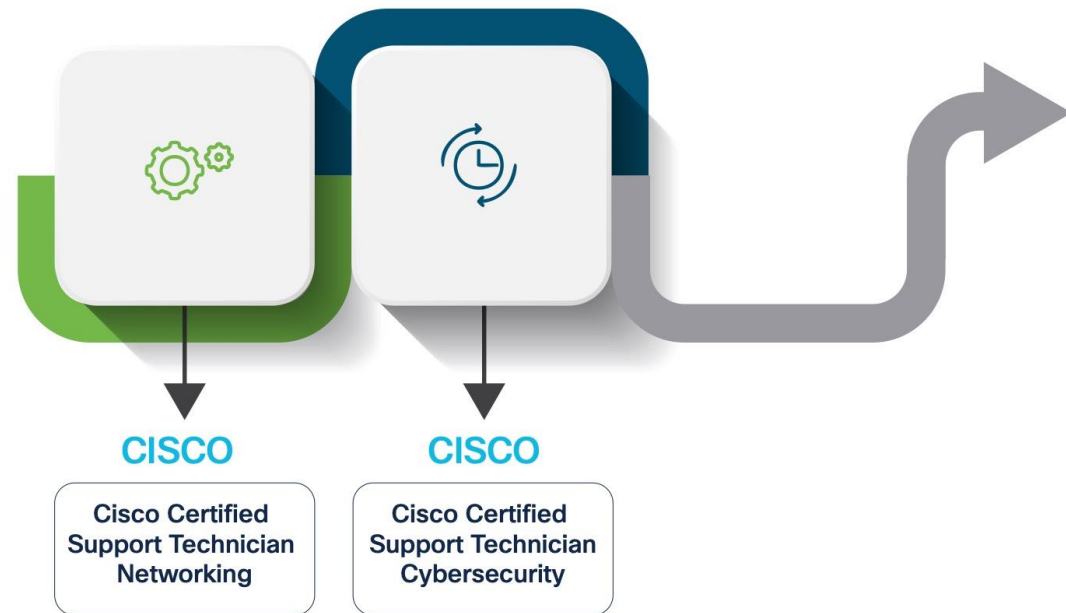 CISCO
Cisco Certified
Support Technician
Networking
CISCO
Cisco Certified
Support Technician
Cybersecurity